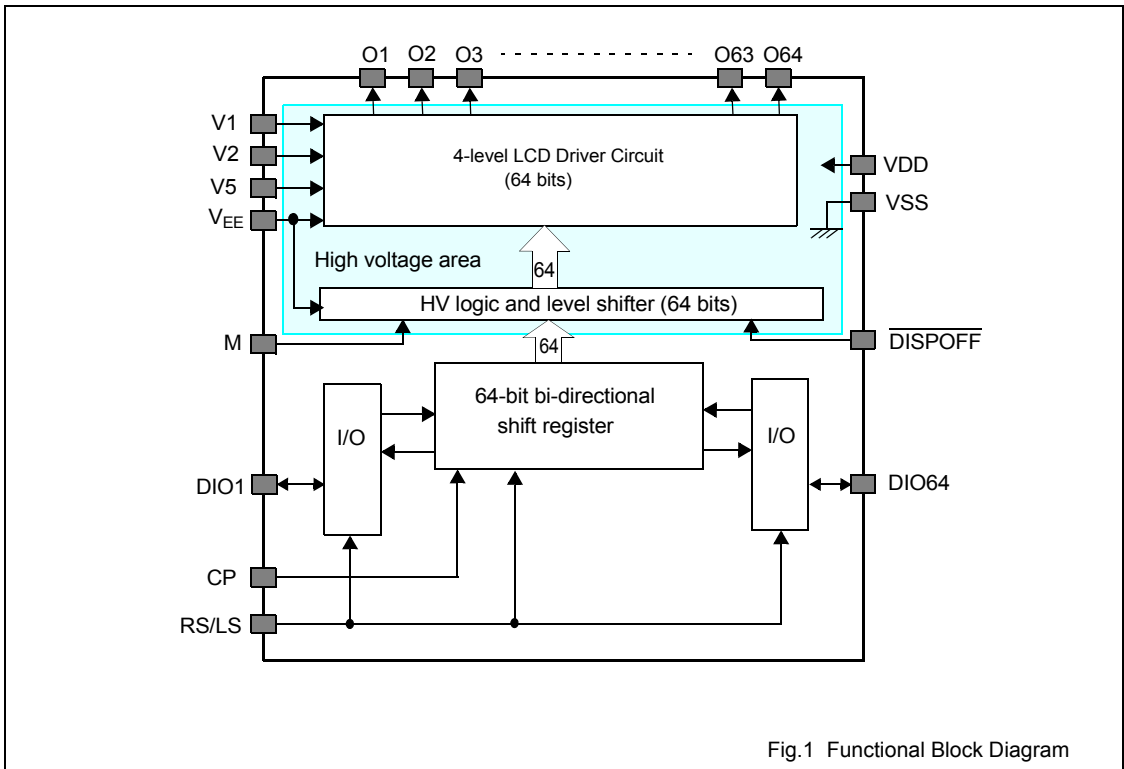 O1 O2 O3 - - - - - - - - - - - - - - O63 O64
V1
V2
V5
VEE
4-level LCD Driver Circuit
(64 bits)
VDD
VSS
High voltage area
64
HV logic and level shifter (64 bits)
M
64
DISPOFF
64-bit bi-directional
shift register
I/O
I/O
DIO1
DIO64
CP
RS/LS
Fig.1 Functional Block Diagram